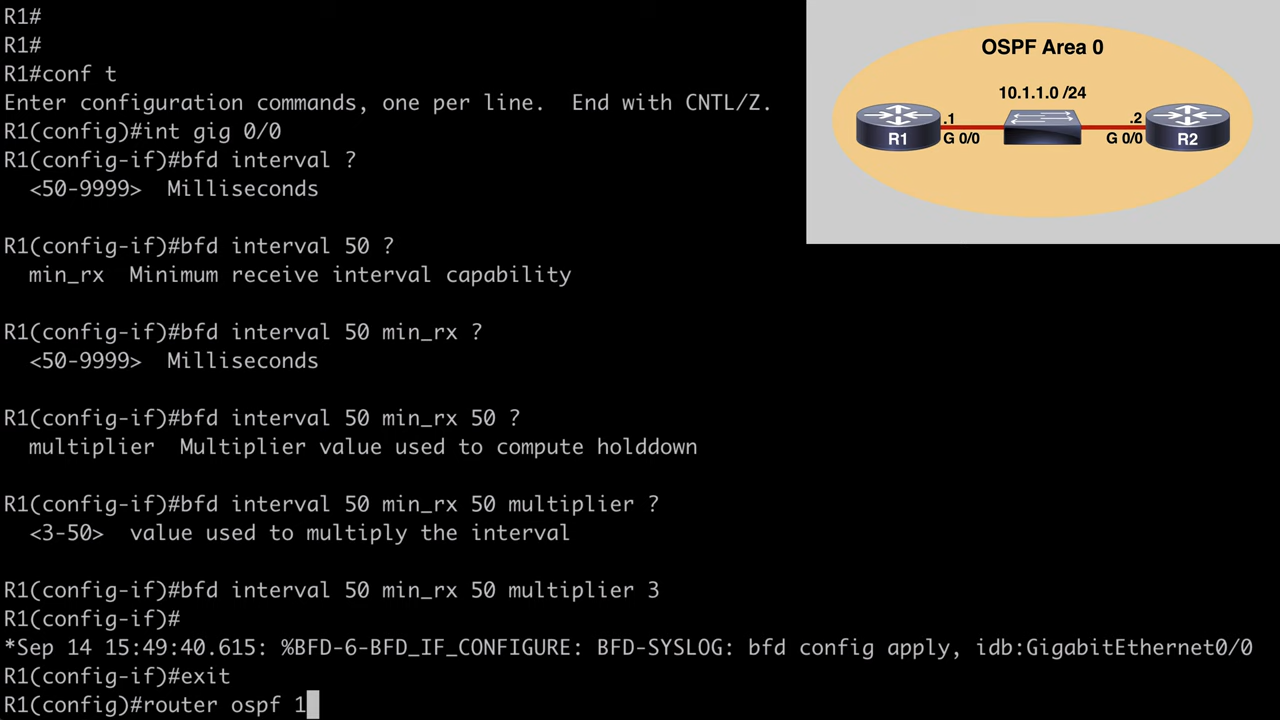 R1#
R1#
R1#conf t
Enter configuration commands, one per line.  End with CNTL/Z.
R1(config)#int gig 0/0
R1(config-if)#bfd interval ?
  <50-9999>  Milliseconds

R1(config-if)#bfd interval 50 ?
  min_rx  Minimum receive interval capability

R1(config-if)#bfd interval 50 min_rx ?
  <50-9999>  Milliseconds

R1(config-if)#bfd interval 50 min_rx 50 ?
  multiplier  Multiplier value used to compute holddown

R1(config-if)#bfd interval 50 min_rx 50 multiplier ?
  <3-50>  value used to multiply the interval

R1(config-if)#bfd interval 50 min_rx 50 multiplier 3
R1(config-if)#
*Sep 14 15:49:40.615: %BFD-6-BFD_IF_CONFIGURE: BFD-SYSLOG: bfd config apply, idb:GigabitEthernet0/0
R1(config-if)#exit
R1(config)#router ospf 1
OSPF Area 0
10.1.1.0 /24
.1
.2
R1
G 0/0
G 0/0
R2